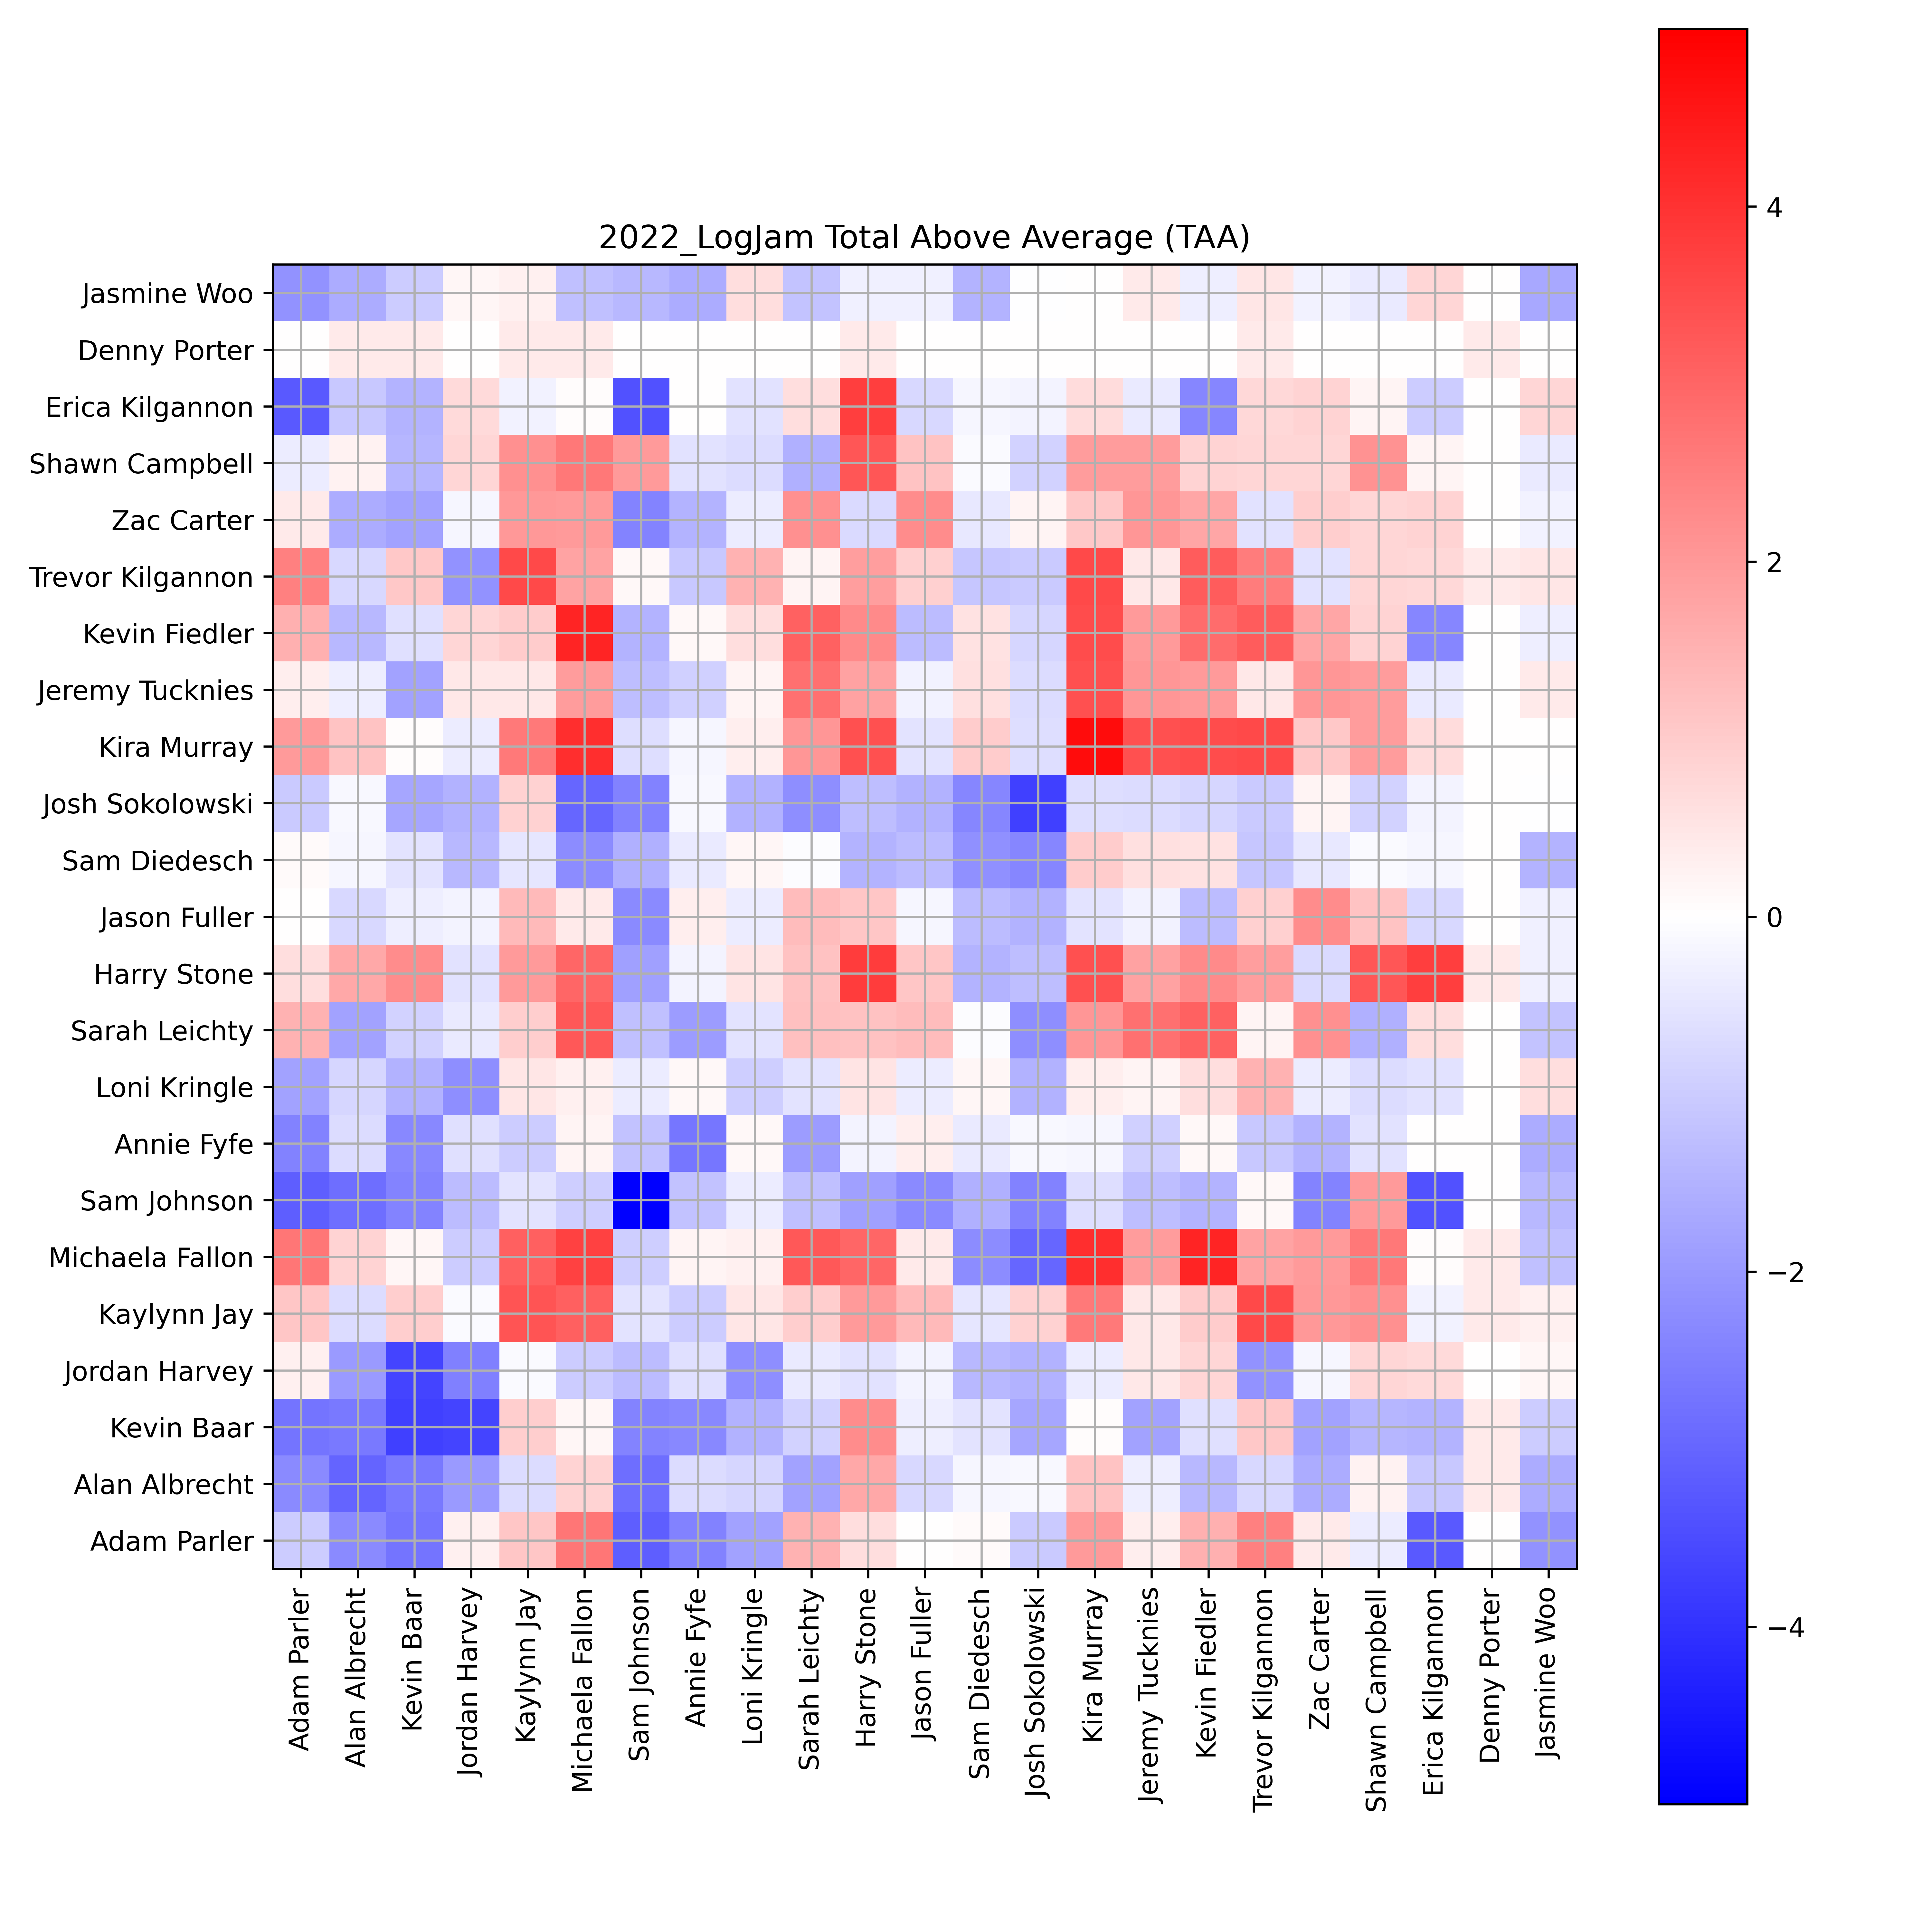 2022_LogJam Total Above Average (TAA)
Jasmine Woo
Denny Porter
Erica Kilgannon
Shawn Campbell
Zac Carter
Trevor Kilgannon
Kevin Fiedler
Jeremy Tucknies
Kira Murray
Josh Sokolowski
Sam Diedesch
Jason Fuller
Harry Stone
Sarah Leichty
Loni Kringle
Annie Fyfe
Sam Johnson
Michaela Fallon
Kaylynn Jay
Jordan Harvey
Kevin Baar
Alan Albrecht
Adam Parler
Adam Parler
Alan Albrecht
Kevin Baar
Jordan Harvey
Kaylynn Jay
Michaela Fallon
Sam Johnson
Annie Fyfe
Loni Kringle
Sarah Leichty
Harry Stone
Jason Fuller
Sam Diedesch
Josh Sokolowski
Kira Murray
Jeremy Tucknies
Kevin Fiedler
Trevor Kilgannon
Zac Carter
Shawn Campbell
Erica Kilgannon
Denny Porter
Jasmine Woo
4
2
0
−2
−4